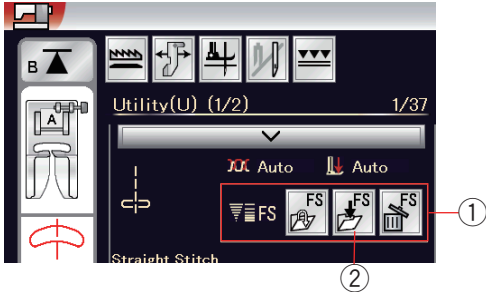 B
A
Utility(U) (1/2) 1/37
Auto Auto
FS FS FS FS
1
Straight Stitch
2